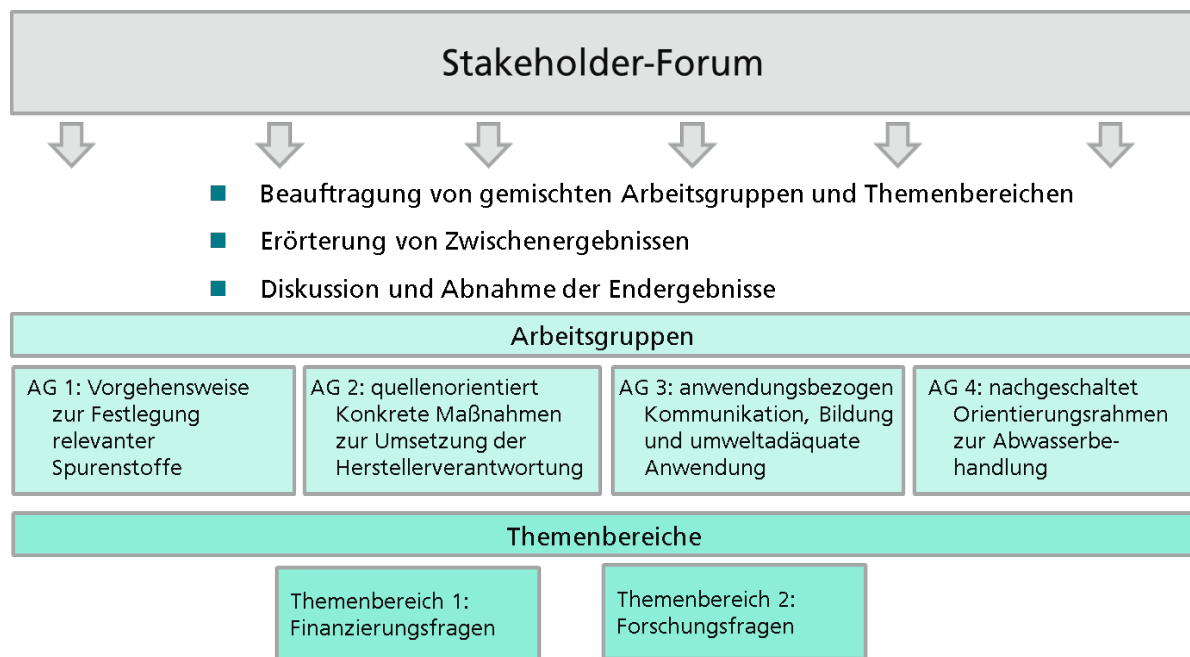 Stakeholder-Forum
Beauftragung von gemischten Arbeitsgruppen und Themenbereichen
Erörterung von Zwischenergebnissen
Diskussion und Abnahme der Endergebnisse
Arbeitsgruppen
AG 1: Vorgehensweise
zur Festlegung
relevanter
Spurenstoffe
AG 2: quellenorientiert
Konkrete Maßnahmen
zur Umsetzung der
Herstellerverantwortung
AG 3: anwendungsbezogen
Kommunikation, Bildung
und umweltadäquate
Anwendung
AG 4: nachgeschaltet
Orientierungsrahmen
zur Abwasserbe-
handlung
Themenbereiche
Themenbereich 1:
Finanzierungsfragen
Themenbereich 2:
Forschungsfragen